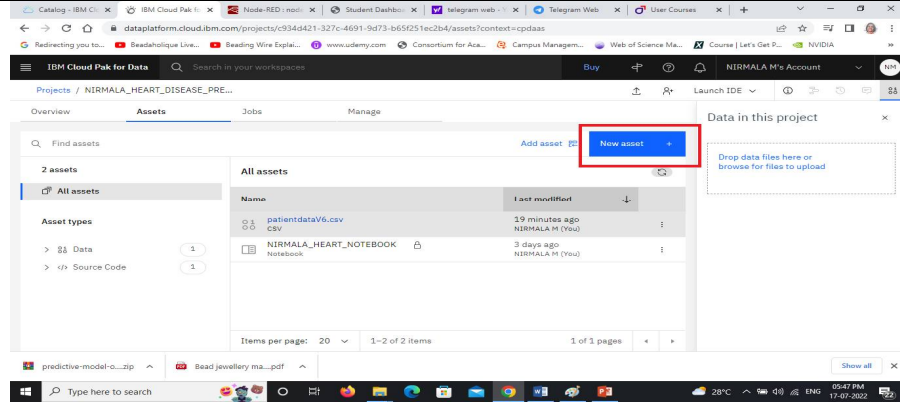 Catalog - IBM Cl
IBM Cloud Pak fo
Node-RED : node
Student Dashboa
telegram web - Y
Telegram Web
User Courses
dataplatform.cloud.ibm.com/projects/c934d421-327c-4691-9d73-b65f251ec2b4/assets?context=cpdaas
Redirecting you to...
Beadaholique Live...
Beading Wire Explai...
www.udemy.com
Consortium for Aca...
Campus Managem...
Web of Science Ma...
Course | Let's Get P...
NVIDIA
IBM Cloud Pak for Data
Search in your workspaces
Buy
NIRMALA M's Account
NM
Projects / NIRMALA_HEART_DISEASE_PRE...
Launch IDE
Overview
Assets
Jobs
Manage
Data in this project
Find assets
Add asset
New asset +
Drop data files here or
browse for files to upload
2 assets
All assets
All assets
Name
Last modified
Asset types
patientdataV6.csv
CSV
19 minutes ago
NIRMALA M (You)
Data 1
NIRMALA_HEART_NOTEBOOK
Notebook
3 days ago
NIRMALA M (You)
Source Code 1
Items per page: 20
1–2 of 2 items
1 of 1 pages
predictive-model-o....zip
Bead jewellery ma....pdf
Show all
Type here to search
28°C
ENG
05:47 PM
17-07-2022
22